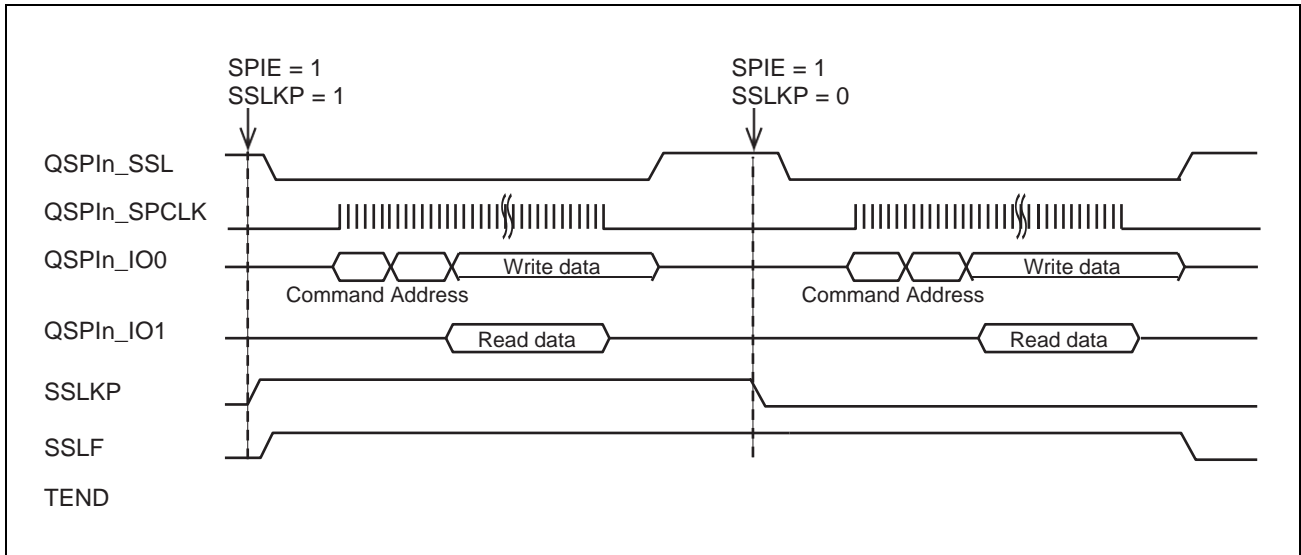 SPIE = 1 SPIE = 1
SSLKP = 1 SSLKP = 0
QSPIn_SSL
QSPIn_SPCLK
QSPIn_IO0 Write data Write data
Command Address Command Address
QSPIn_IO1 Read data Read data
SSLKP
SSLF
TEND